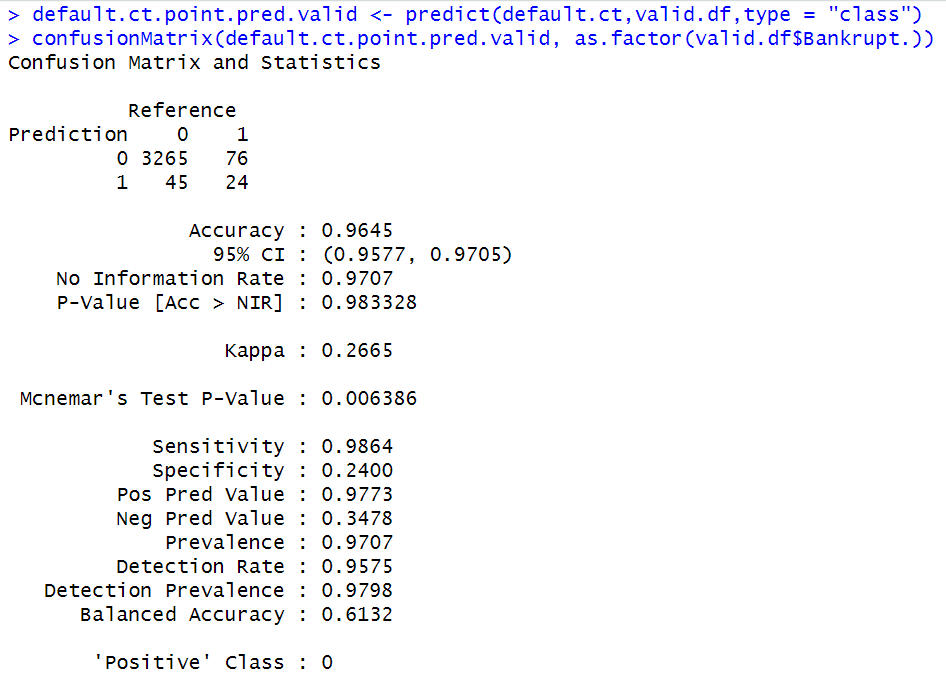 > default.ct.point.pred.valid <- predict(default.ct,valid.df,type = "class")
> confusionMatrix(default.ct.point.pred.valid, as.factor(valid.df$Bankrupt.))
Confusion Matrix and Statistics
Reference
Prediction 0 1
0 3265 76
1 45 24
Accuracy : 0.9645
95% CI : (0.9577, 0.9705)
No Information Rate : 0.9707
P-Value [Acc > NIR] : 0.983328
Kappa : 0.2665
Mcnemar's Test P-Value : 0.006386
Sensitivity : 0.9864
Specificity : 0.2400
Pos Pred Value : 0.9773
Neg Pred Value : 0.3478
Prevalence : 0.9707
Detection Rate : 0.9575
Detection Prevalence : 0.9798
Balanced Accuracy : 0.6132
'Positive' Class : 0